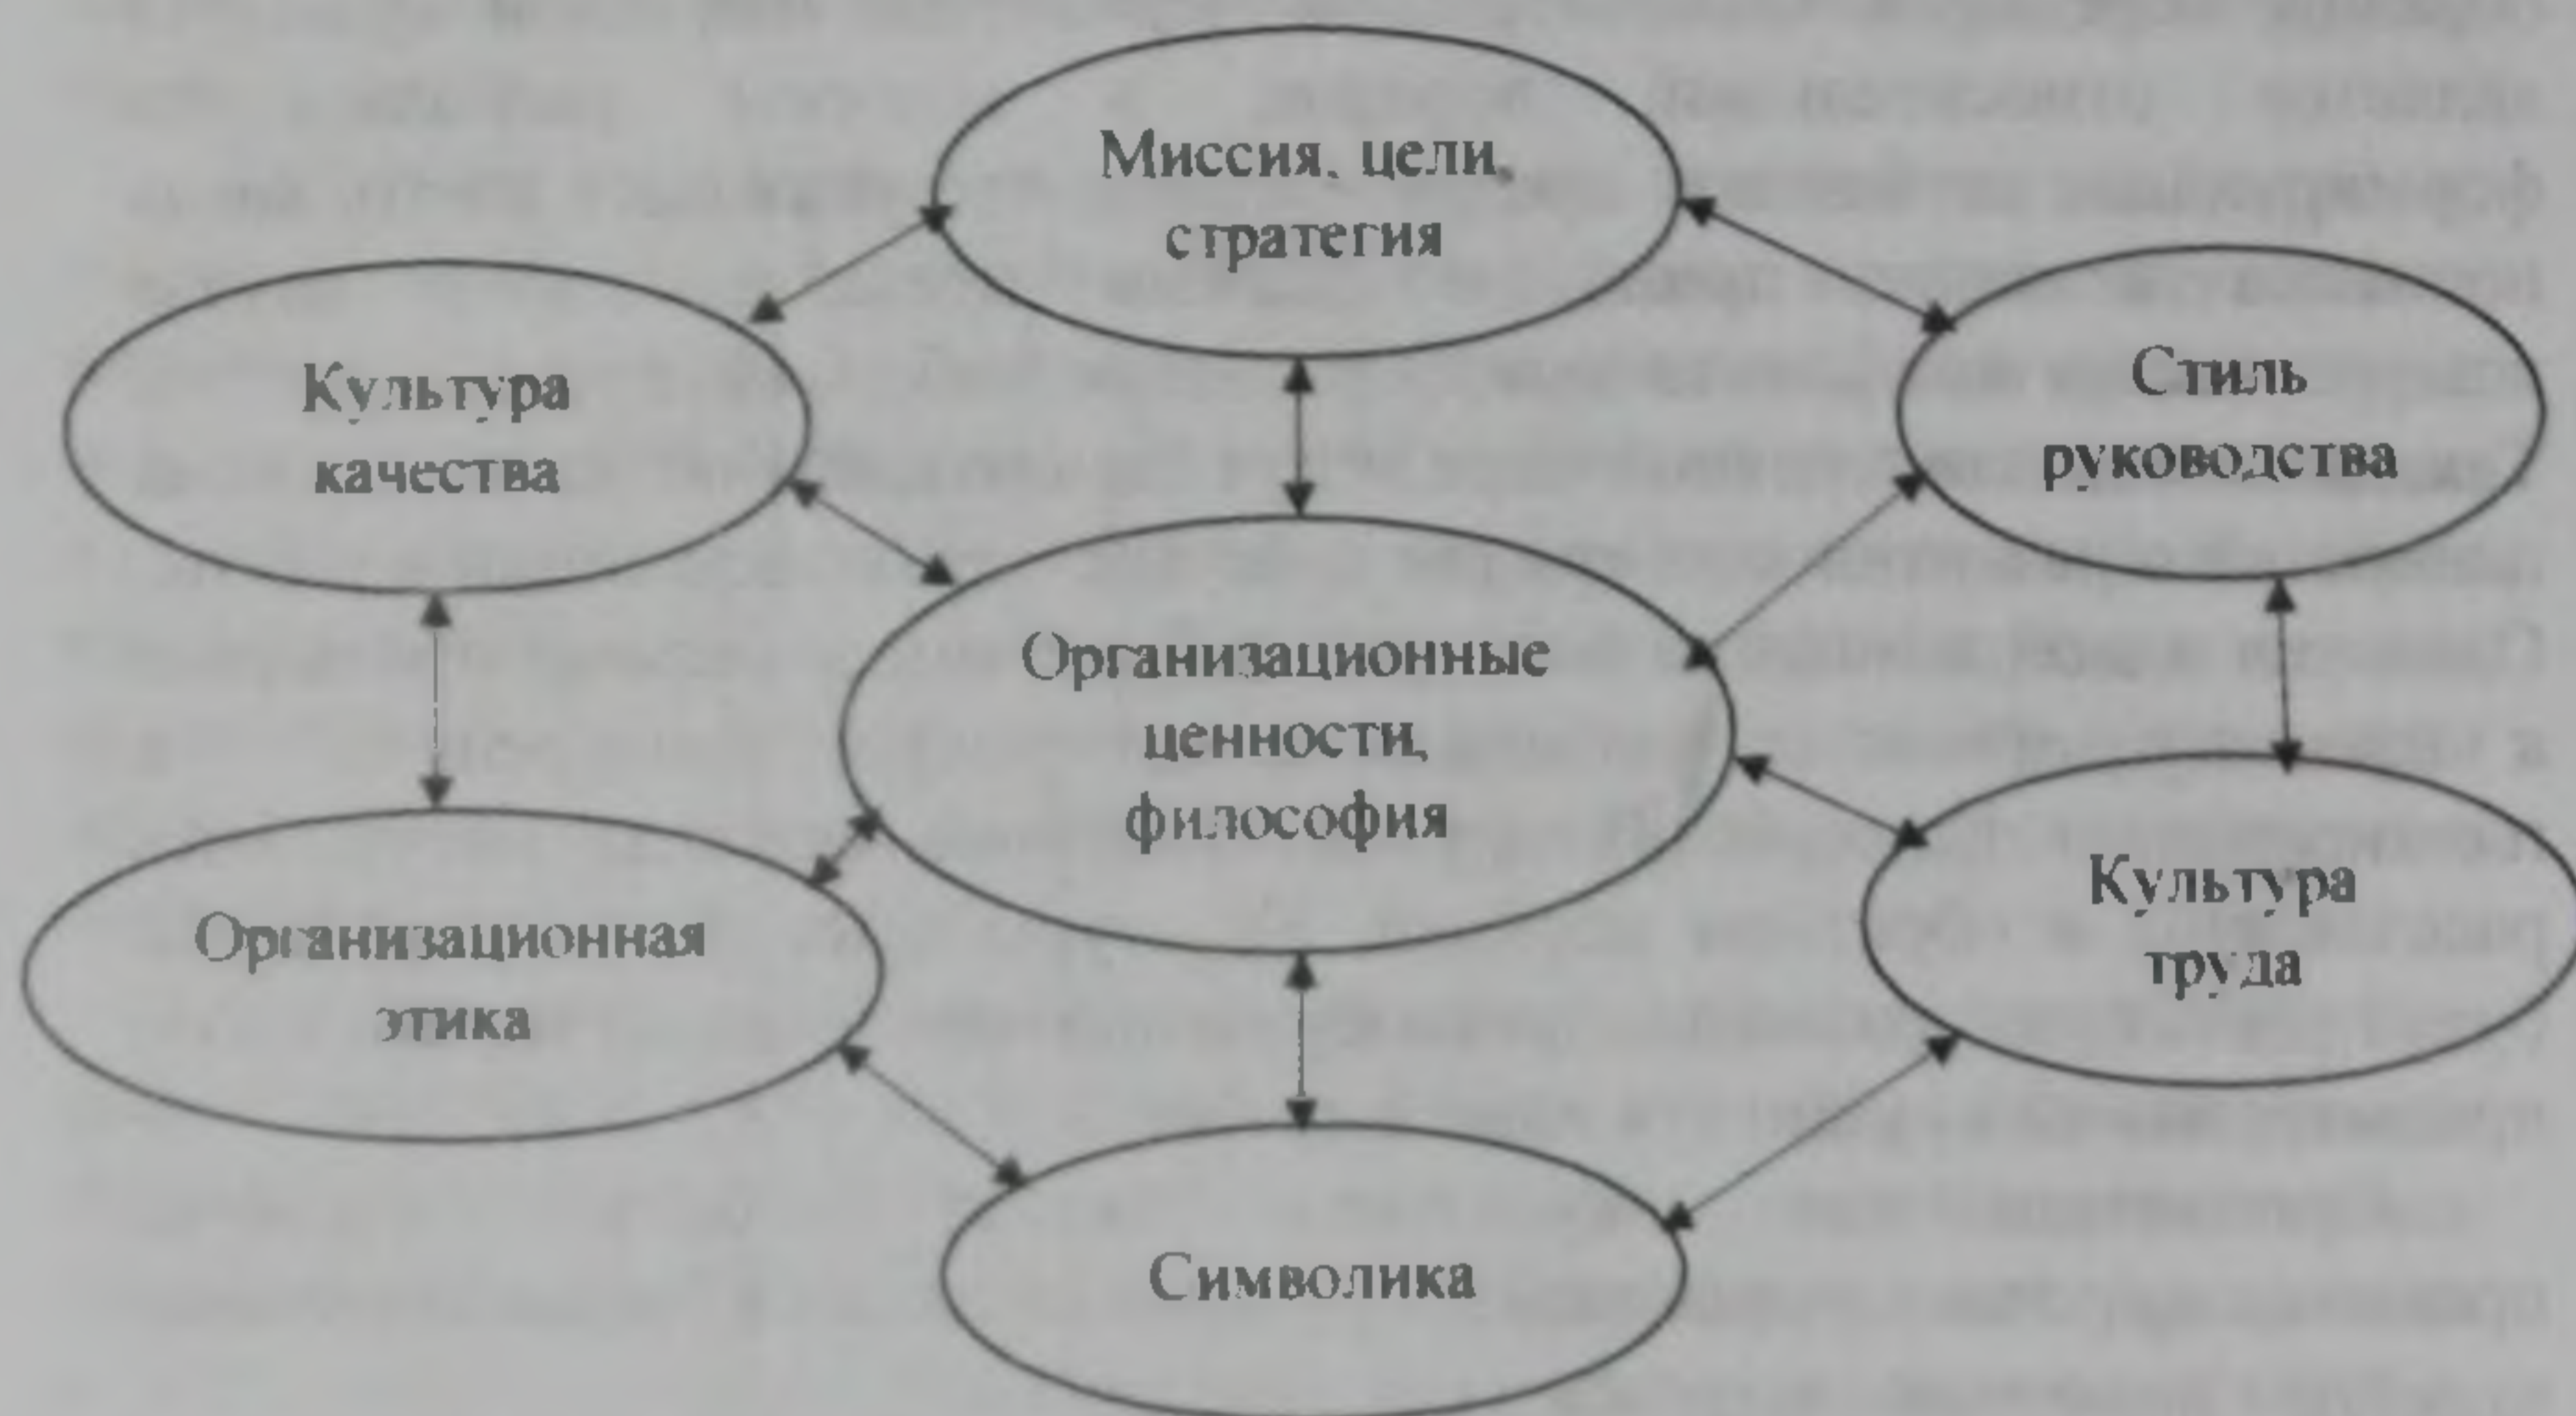 Миссия, цели,
стратегия
Культура
качества
Стиль
руководства
Организационные
ценности,
философия
Организационная
этика
Культура
труда
Символика